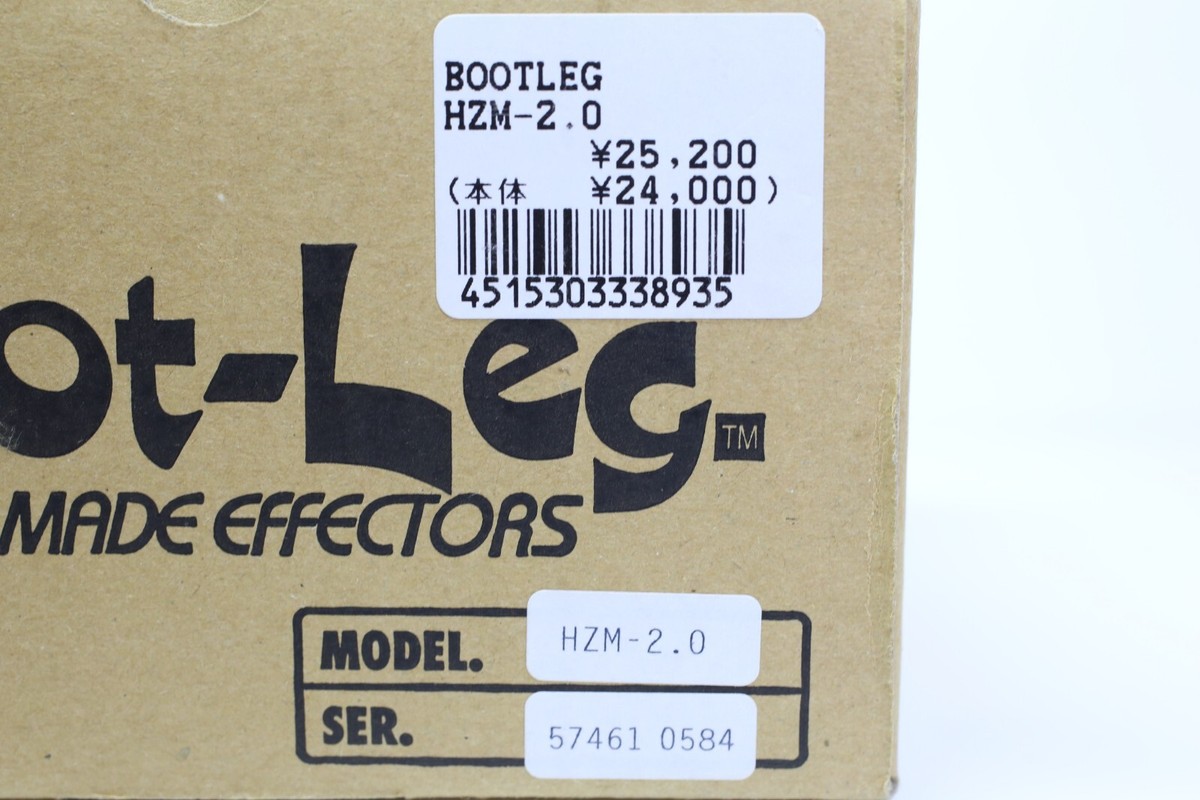 BOOTLEG
HZM-2.0
¥25,200
(本体 ¥24,000)
4515303338935
ot-Leg
TM
MADE EFFECTORS
MODEL. HZM-2.0
SER. 57461 0584